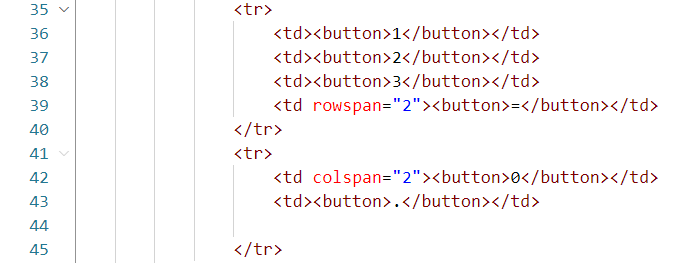 35 <tr>
36 <td><button>1</button></td>
37 <td><button>2</button></td>
38 <td><button>3</button></td>
39 <td rowspan="2"><button>=</button></td>
40 </tr>
41 <tr>
42 <td colspan="2"><button>0</button></td>
43 <td><button>.</button></td>
44
45 </tr>